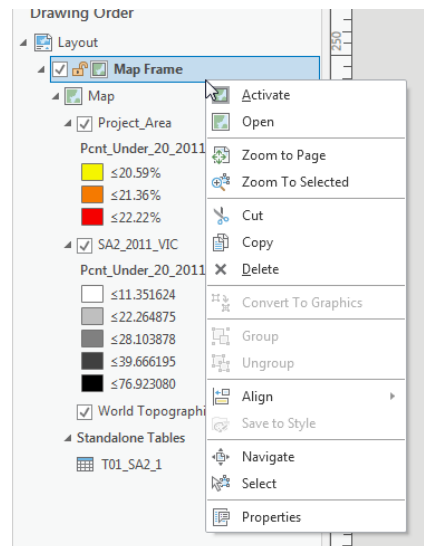 Drawing Order
Layout
Map Frame
Map
Project_Area
Pcnt_Under_20_2011
≤20.59%
≤21.36%
≤22.22%
SA2_2011_VIC
Pcnt_Under_20_2011
≤11.351624
≤22.264875
≤28.103878
≤39.666195
≤76.923080
World Topographi
Standalone Tables
T01_SA2_1
Activate
Open
Zoom to Page
Zoom To Selected
Cut
Copy
Delete
Convert To Graphics
Group
Ungroup
Align
Save to Style
Navigate
Select
Properties
250